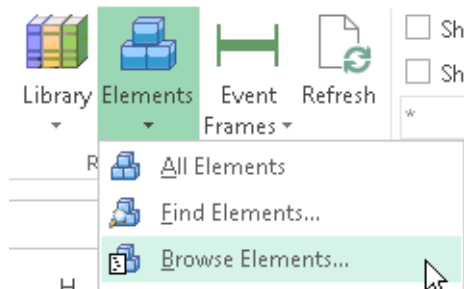 Sh
Library Elements Event Refresh
Sh
Frames
*
R
All Elements
Find Elements...
Browse Elements...
H